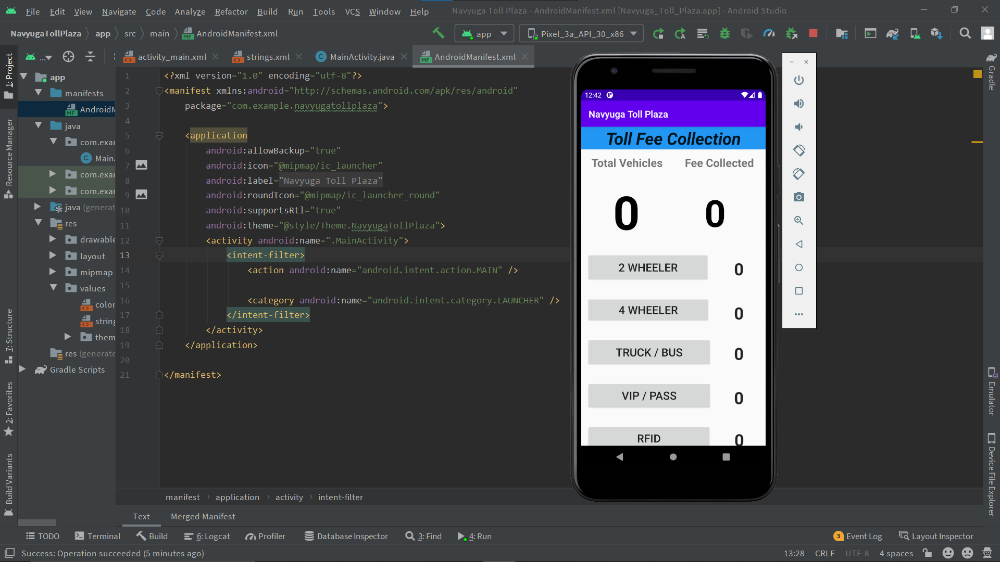 File Edit View Navigate Code Analyze Refactor Build Run Tools VCS Window Help
Navyuga Toll Plaza - AndroidManifest.xml [Navyuga_Toll_Plaza.app] - Android Studio
NavyugaTollPlaza app src main AndroidManifest.xml
app
Pixel_3a_API_30_x86
...
activity_main.xml
strings.xml
MainActivity.java
AndroidManifest.xml
1: Project
Resource Manager
7: Structure
2: Favorites
Build Variants
app
manifests
AndroidM
java
com.exar
MainA
com.exar
com.exar
java (generat
res
drawable
layout
mipmap
values
color
string
them
res (generate
Gradle Scripts
1 <?xml version="1.0" encoding="utf-8"?>
2 <manifest xmlns:android="http://schemas.android.com/apk/res/android"
3 package="com.example.navyugatollplaza">
4
5 <application
6 android:allowBackup="true"
7 android:icon="@mipmap/ic_launcher"
8 android:label="Navyuga Toll Plaza"
9 android:roundIcon="@mipmap/ic_launcher_round"
10 android:supportsRtl="true"
11 android:theme="@style/Theme.NavyugaTollPlaza">
12 <activity android:name=".MainActivity">
13 <intent-filter>
14 <action android:name="android.intent.action.MAIN" />
15
16 <category android:name="android.intent.category.LAUNCHER" />
17 </intent-filter>
18 </activity>
19 </application>
20
21 </manifest>
12:42
Navyuga Toll Plaza
Toll Fee Collection
Total Vehicles Fee Collected
0 0
2 WHEELER 0
4 WHEELER 0
TRUCK / BUS 0
VIP / PASS 0
RFID 0
Gradle
Emulator
Device File Explorer
manifest application activity intent-filter
Text Merged Manifest
TODO Terminal Build 6: Logcat Profiler Database Inspector 3: Find 4: Run
3 Event Log Layout Inspector
Success: Operation succeeded (5 minutes ago)
13:28 CRLF UTF-8 4 spaces